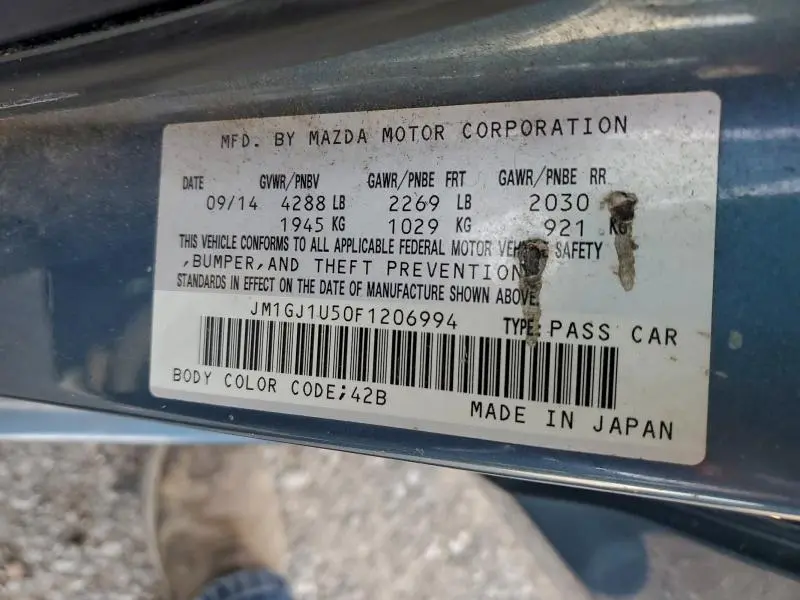 MFD. BY MAZDA MOTOR CORPORATION
DATE GVWR/PNBV GAWR/PNBE FRT GAWR/PNBE RR
09/14 4288 LB 2269 LB 2030
1945 KG 1029 KG 921 KG
THIS VEHICLE CONFORMS TO ALL APPLICABLE FEDERAL MOTOR VEHICLE SAFETY
,BUMPER,AND THEFT PREVENTION
STANDARDS IN EFFECT ON THE DATE OF MANUFACTURE SHOWN ABOVE.
JM1GJ1U50F1206994 TYPE: PASS CAR
BODY COLOR CODE;42B
MADE IN JAPAN